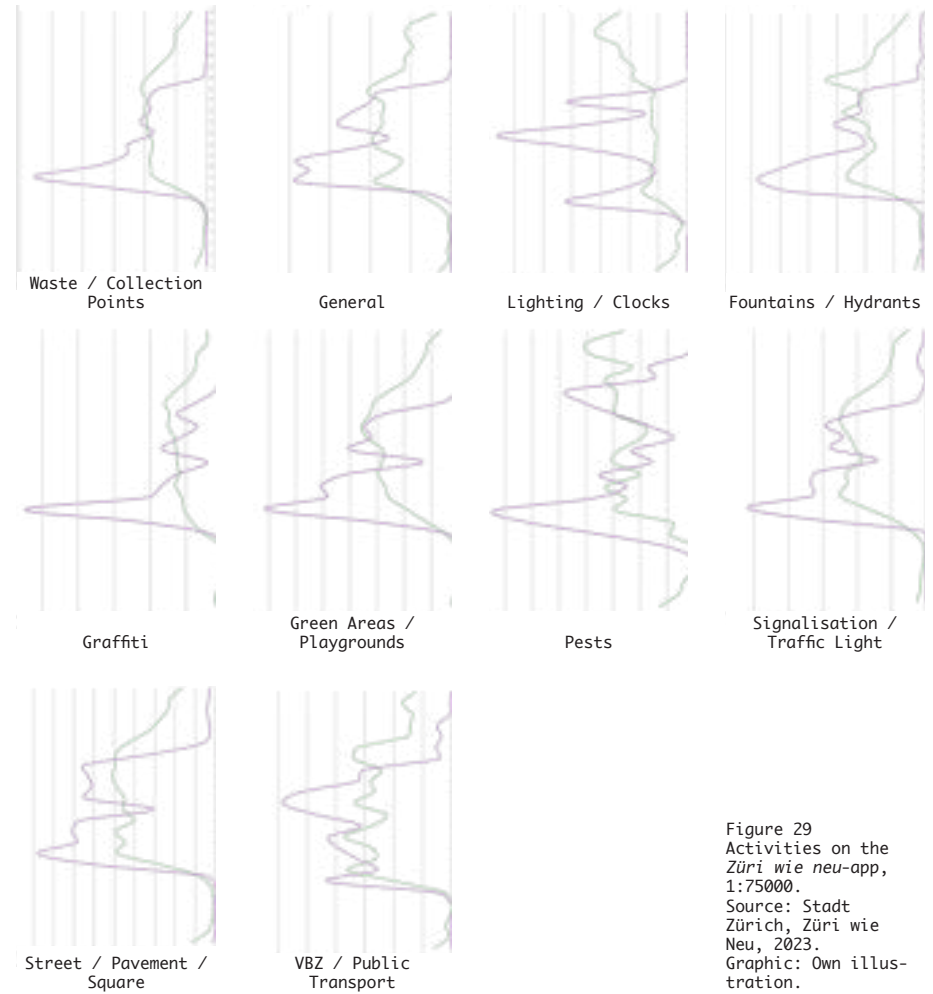 Waste / Collection
Points
General
Lighting / Clocks
Fountains / Hydrants
Graffiti
Green Areas /
Playgrounds
Pests
Signalisation /
Traffic Light
Street / Pavement /
Square
VBZ / Public
Transport
Figure 29
Activities on the
Züri wie neu-app,
1:75000.
Source: Stadt
Zürich, Züri wie
Neu, 2023.
Graphic: Own illus-
tration.